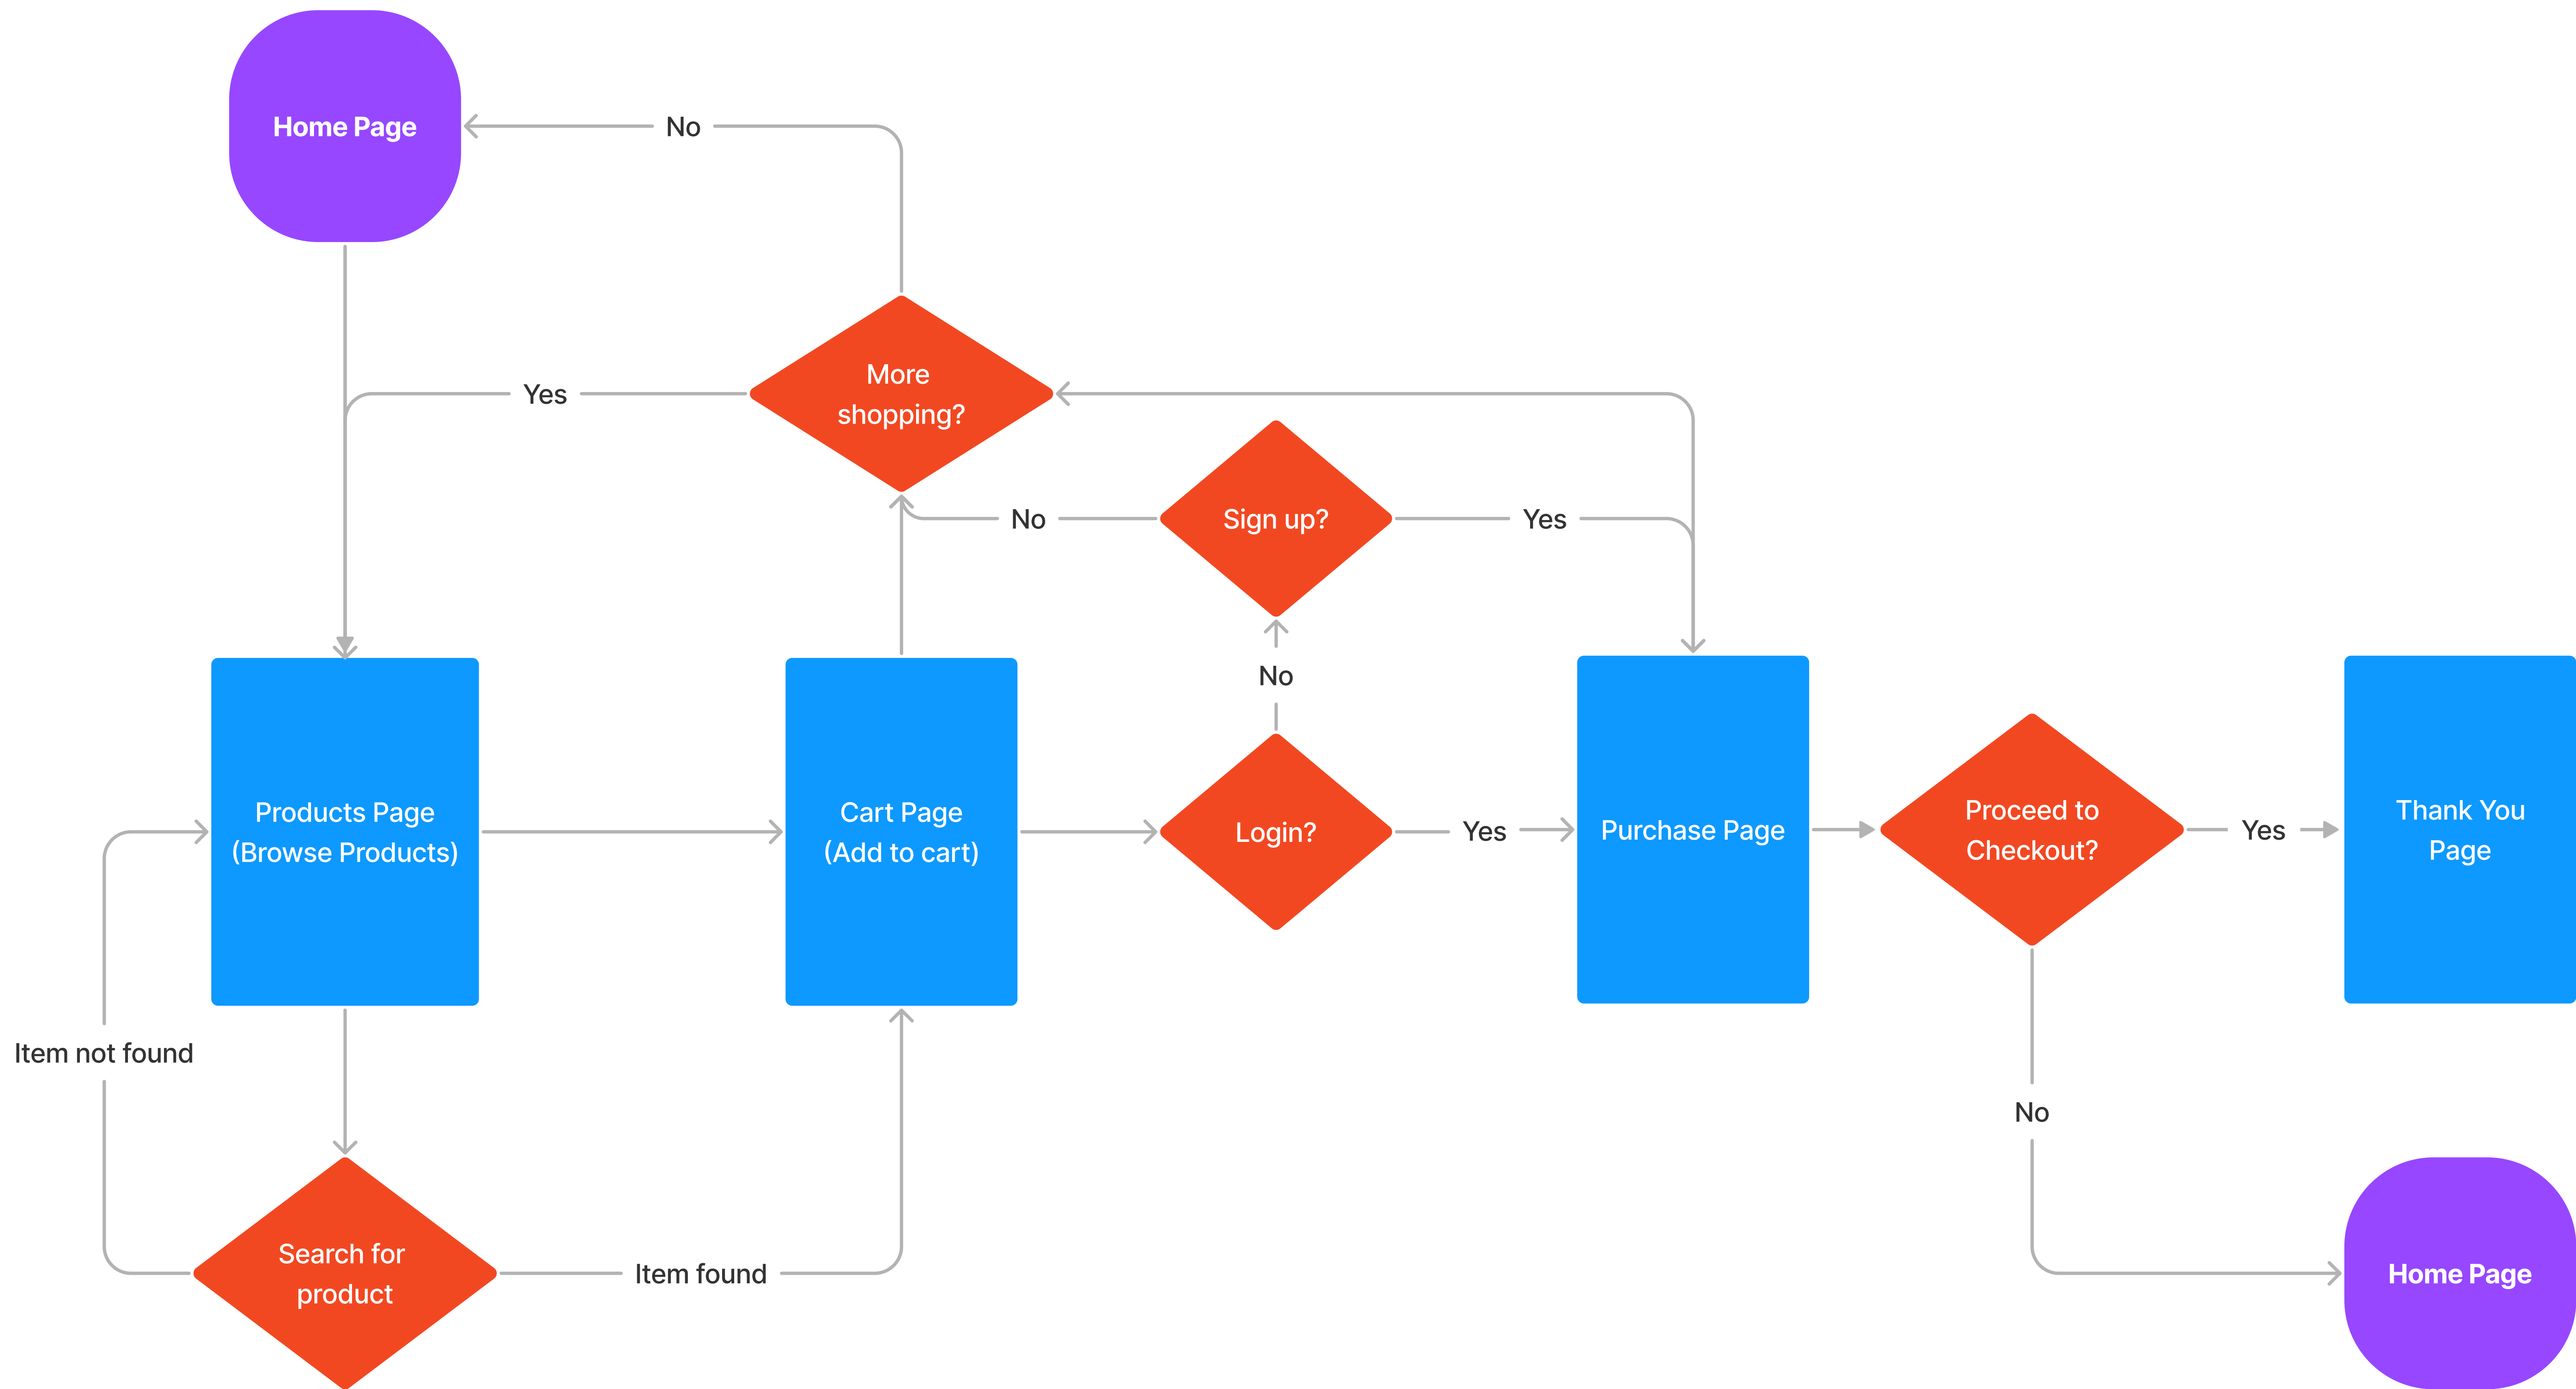 Home Page
No
More
shopping?
Yes
No
Sign up?
Yes
No
Products Page
(Browse Products)
Cart Page
(Add to cart)
Login?
Yes
Purchase Page
Proceed to
Checkout?
Yes
Thank You
Page
Item not found
No
Search for
product
Item found
Home Page